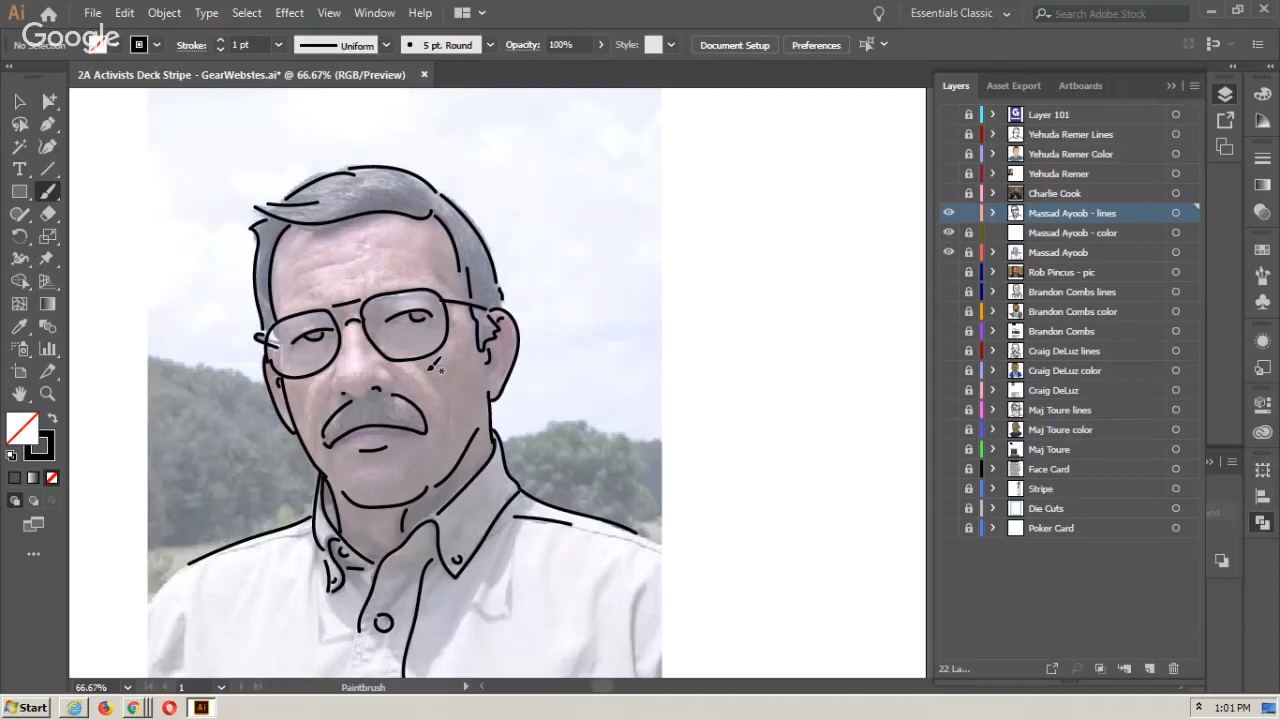 Ai File Edit Object Type Select Effect View Window Help Essentials Classic Search Adobe Stock
Google
No Selection Stroke: 1 pt Uniform 5 pt. Round Opacity: 100% Style: Document Setup Preferences
2A Activists Deck Stripe - GearWebstes.ai* @ 66.67% (RGB/Preview) ×
Layers Asset Export Artboards
Layer 101
Yehuda Remer Lines
Yehuda Remer Color
Yehuda Remer
Charlie Cook
Massad Ayoob - lines
Massad Ayoob - color
Massad Ayoob
Rob Pincus - pic
Brandon Combs lines
Brandon Combs color
Brandon Combs
Craig DeLuz lines
Craig DeLuz color
Craig DeLuz
Maj Toure lines
Maj Toure color
Maj Toure
Face Card
Stripe
Die Cuts
Poker Card
22 La...
66.67% 1 Paintbrush
Start Ai 1:01 PM